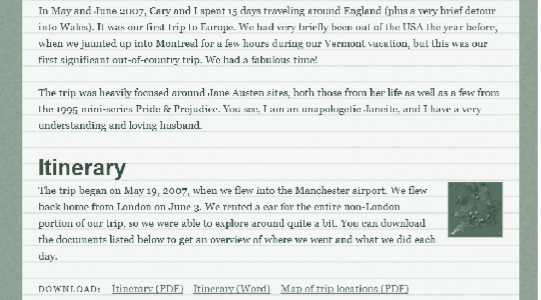 In May and June 2007, Cary and I spent 15 days traveling around England (plus a very brief detour
into Wales). It was our first trip to Europe. We had very briefly been out of the USA the year before,
when we jaunted up into Montreal for a few hours during our Vermont vacation, but this was our
first significant out-of-country trip. We had a fabulous time!
The trip was heavily focused around Jane Austen sites, both those from her life as well as a few from
the 1995 mini-series Pride & Prejudice. You see, I am an unapologetic Janeite, and I have a very
understanding and loving husband.
Itinerary
The trip began on May 19, 2007, when we flew into the Manchester airport. We flew
back home from London on June 3. We rented a car for the entire non-London
portion of our trip, so we were able to explore around quite a bit. You can download
the documents listed below to get an overview of where we went and what we did each
day.
DOWNLOAD: Itinerary (PDF) Itinerary (Word) Map of trip locations (PDF)